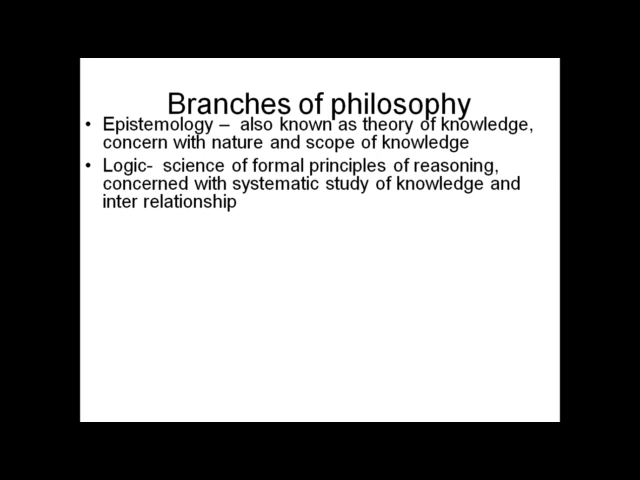 Branches of philosophy
• Epistemology – also known as theory of knowledge,
concern with nature and scope of knowledge
• Logic- science of formal principles of reasoning,
concerned with systematic study of knowledge and
inter relationship